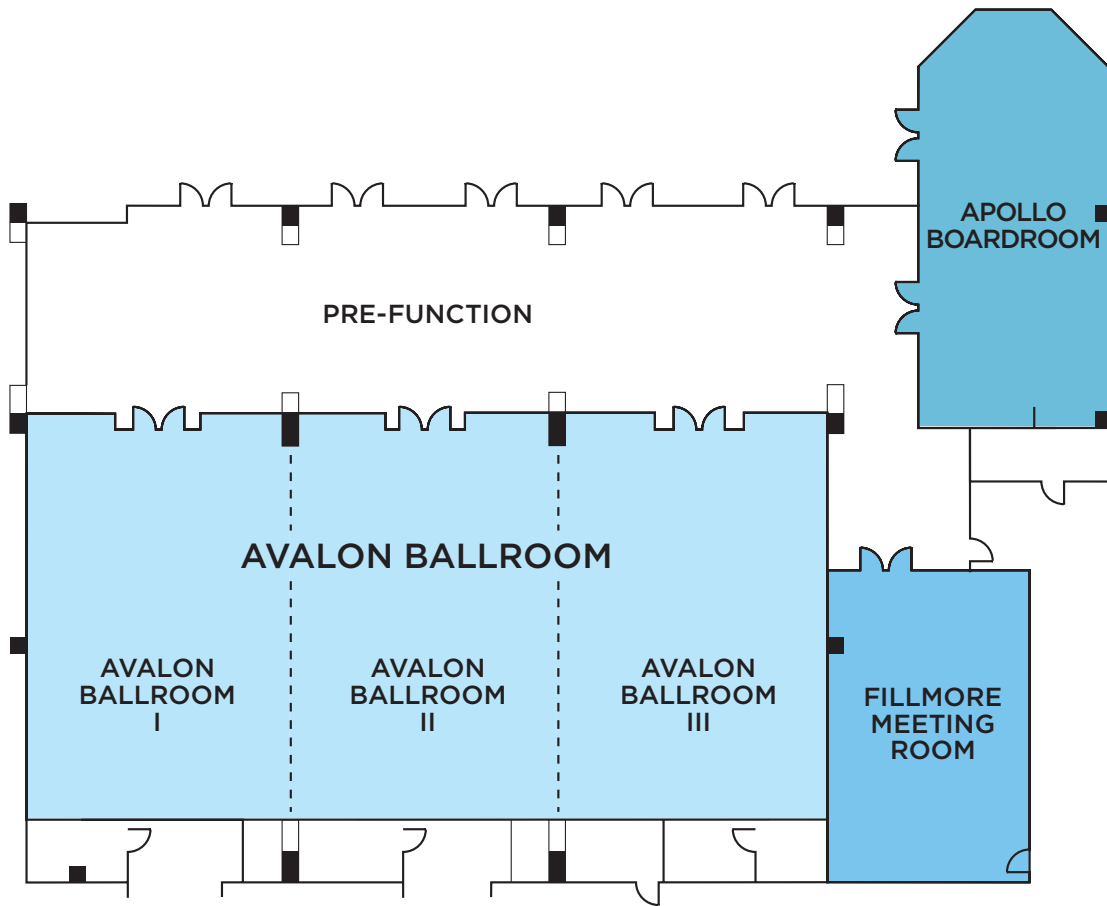 APOLLO
BOARDROOM
PRE-FUNCTION
AVALON BALLROOM
AVALON
BALLROOM
I
AVALON
BALLROOM
II
AVALON
BALLROOM
III
FILLMORE
MEETING
ROOM